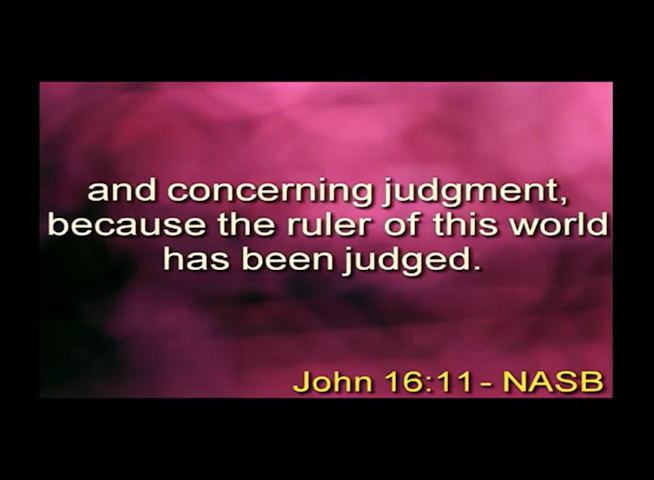 and concerning judgment,
because the ruler of this world
has been judged.
John 16:11 - NASB